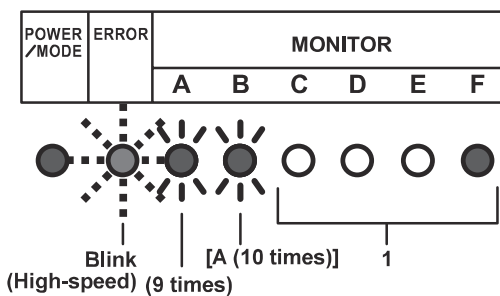 POWER
/MODE
ERROR
MONITOR
A B C D E F
Blink
(High-speed)
(9 times)
[A (10 times)]
1